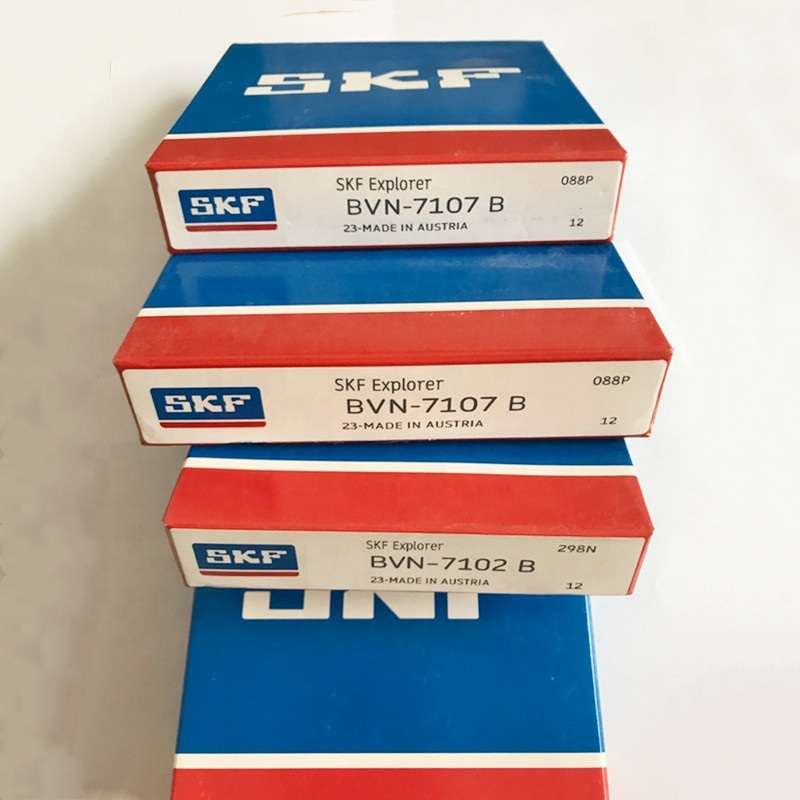 SKF
SKF
SKF Explorer
088P
BVN-7107 B
23-MADE IN AUSTRIA
12
SKF
SKF Explorer
088P
BVN-7107 B
23-MADE IN AUSTRIA
12
SKF
SKF Explorer
298N
BVN-7102 B
23-MADE IN AUSTRIA
12